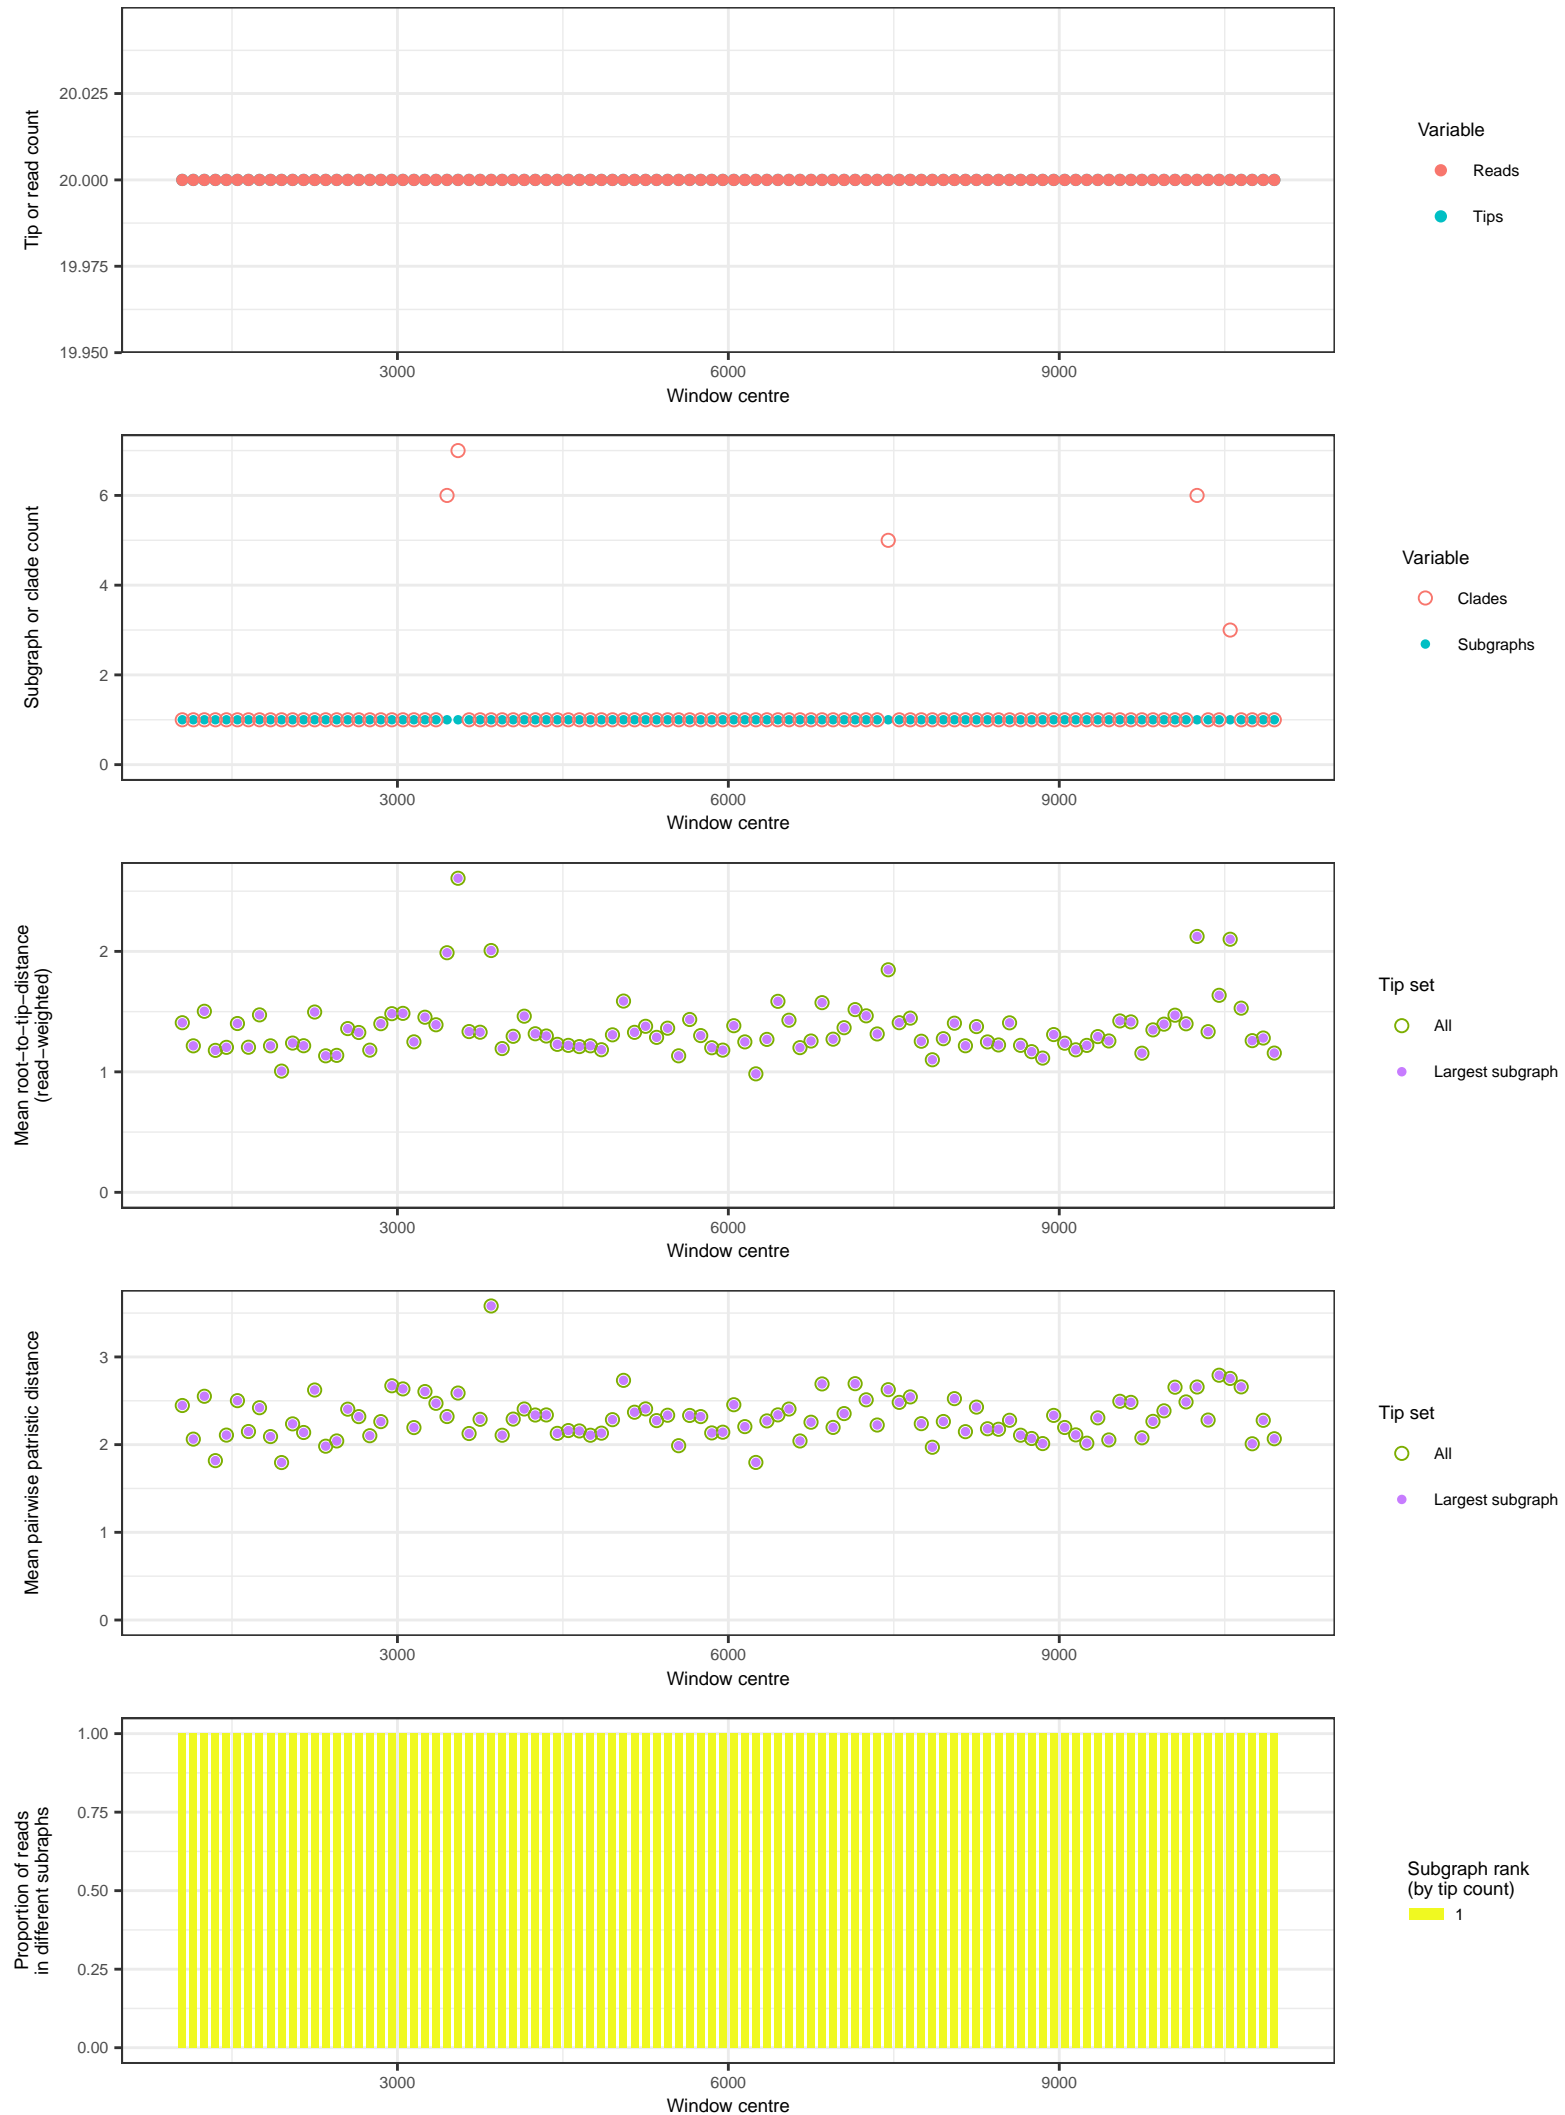 20.025
20.000
19.975
19.950
Tip or read count
3000 6000 9000
Window centre
Variable
Reads
Tips
6
4
2
0
Subgraph or clade count
3000 6000 9000
Window centre
Variable
Clades
Subgraphs
2
1
0
Mean root−to−tip−distance
(read−weighted)
3000 6000 9000
Window centre
Tip set
All
Largest subgraph
3
2
1
0
Mean pairwise patristic distance
3000 6000 9000
Window centre
Tip set
All
Largest subgraph
1.00
0.75
0.50
0.25
0.00
Proportion of reads
in different subraphs
3000 6000 9000
Window centre
Subgraph rank
(by tip count)
1